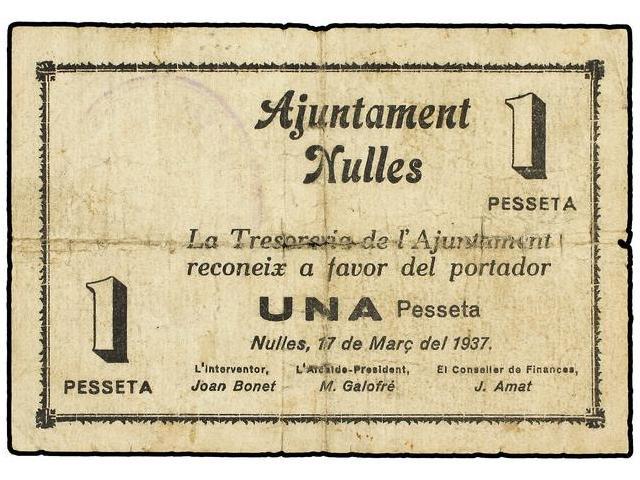 Ajuntament
Nulles
1
PESSETA
La Tresoreria de l'Ajuntament
reconeix a favor del portador
UNA Pesseta
Nulles, 17 de Març del 1937.
1
PESSETA
L'Interventor, L'Alcalde-President, El Conseller de Finances,
Joan Bonet M. Galofré J. Amat